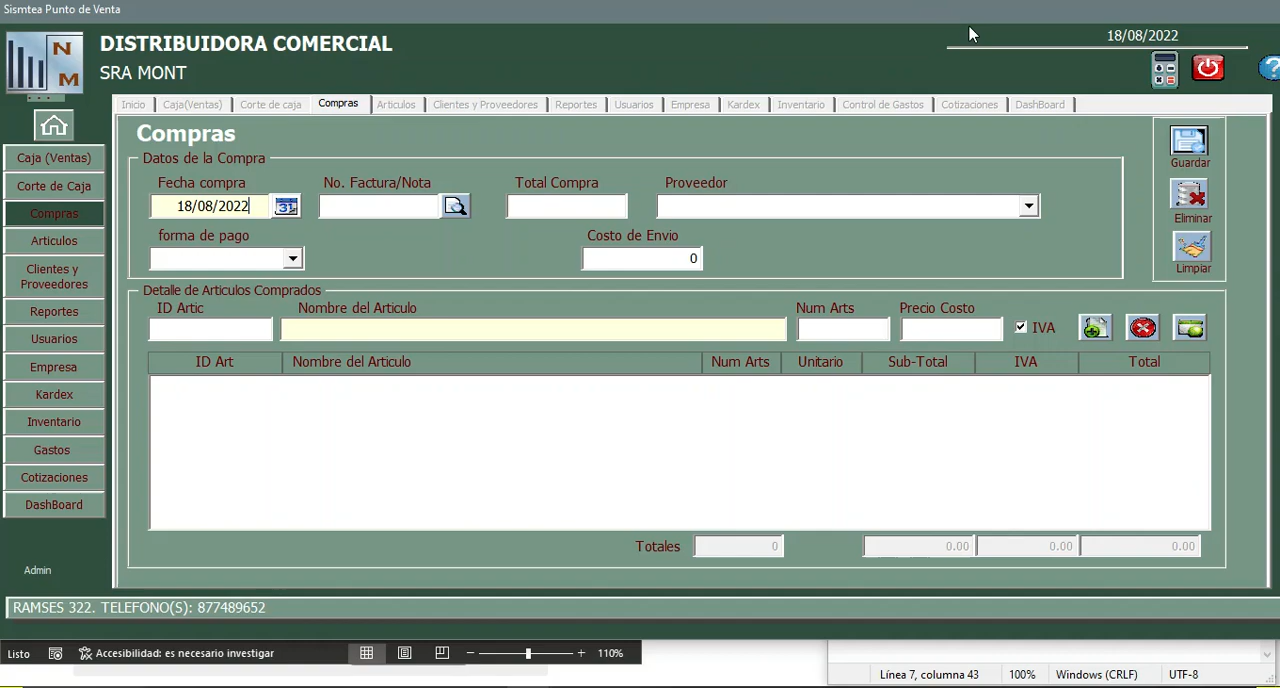 Sismtea Punto de Venta
N
M
DISTRIBUIDORA COMERCIAL
SRA MONT
18/08/2022
?
Inicio Caja(Ventas) Corte de caja Compras Articulos Clientes y Proveedores Reportes Usuarios Empresa Kardex Inventario Control de Gastos Cotizaciones DashBoard
Caja (Ventas)
Corte de Caja
Compras
Articulos
Clientes y
Proveedores
Reportes
Usuarios
Empresa
Kardex
Inventario
Gastos
Cotizaciones
DashBoard
Admin
Compras
Datos de la Compra
Fecha compra No. Factura/Nota Total Compra Proveedor
18/08/2022 31
forma de pago Costo de Envio
0
Guardar
Eliminar
Limpiar
Detalle de Articulos Comprados
ID Artic Nombre del Articulo Num Arts Precio Costo
IVA
ID Art Nombre del Articulo Num Arts Unitario Sub-Total IVA Total
Totales 0 0.00 0.00 0.00
RAMSES 322. TELEFONO(S): 877489652
Listo Accesibilidad: es necesario investigar 110%
Línea 7, columna 43 100% Windows (CRLF) UTF-8